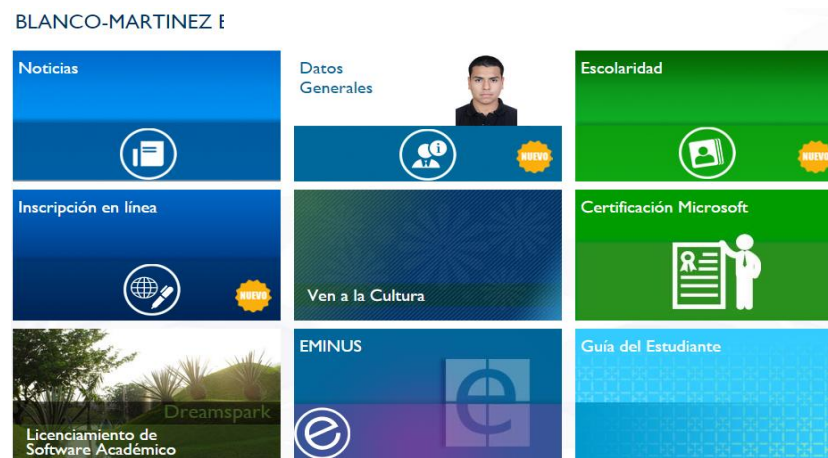 BLANCO-MARTINEZ E
Noticias
Datos
Generales
NUEVO
Escolaridad
NUEVO
Inscripción en línea
NUEVO
Ven a la Cultura
Certificación Microsoft
Dreamspark
Licenciamiento de
Software Académico
EMINUS
e
e
Guía del Estudiante